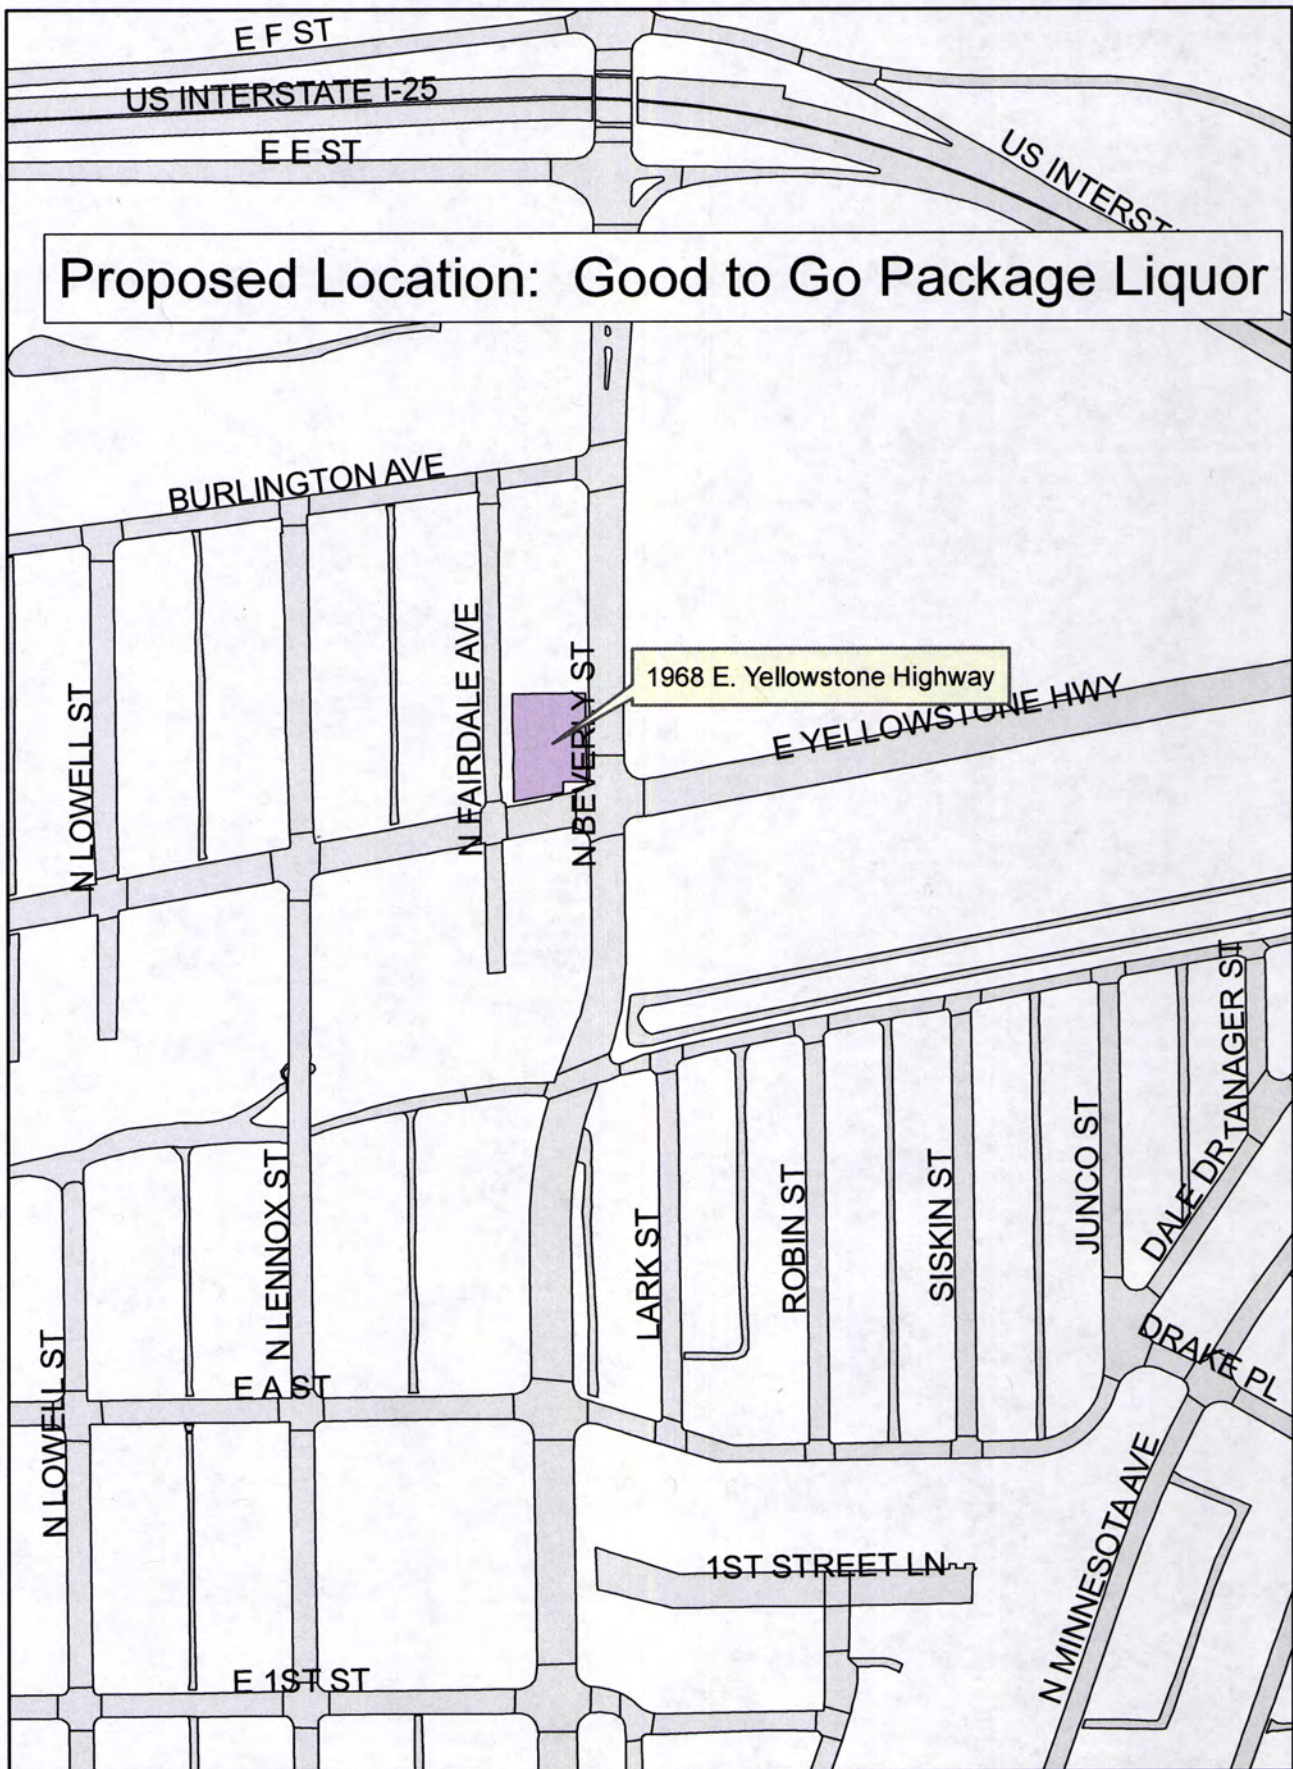 E F ST
US INTERSTATE I-25
E E ST
US INTERST
Proposed Location: Good to Go Package Liquor
BURLINGTON AVE
N LOWELL ST
N FAIRDALE AVE
N BEVERLY ST
1968 E. Yellowstone Highway
E YELLOWSTONE HWY
N LENNOX ST
LARK ST
ROBIN ST
SISKIN ST
JUNCO ST
DALE DR
TANAGER ST
DRAKE PL
N LOWELL ST
E A ST
N MINNESOTA AVE
1ST STREET LN
E 1ST ST